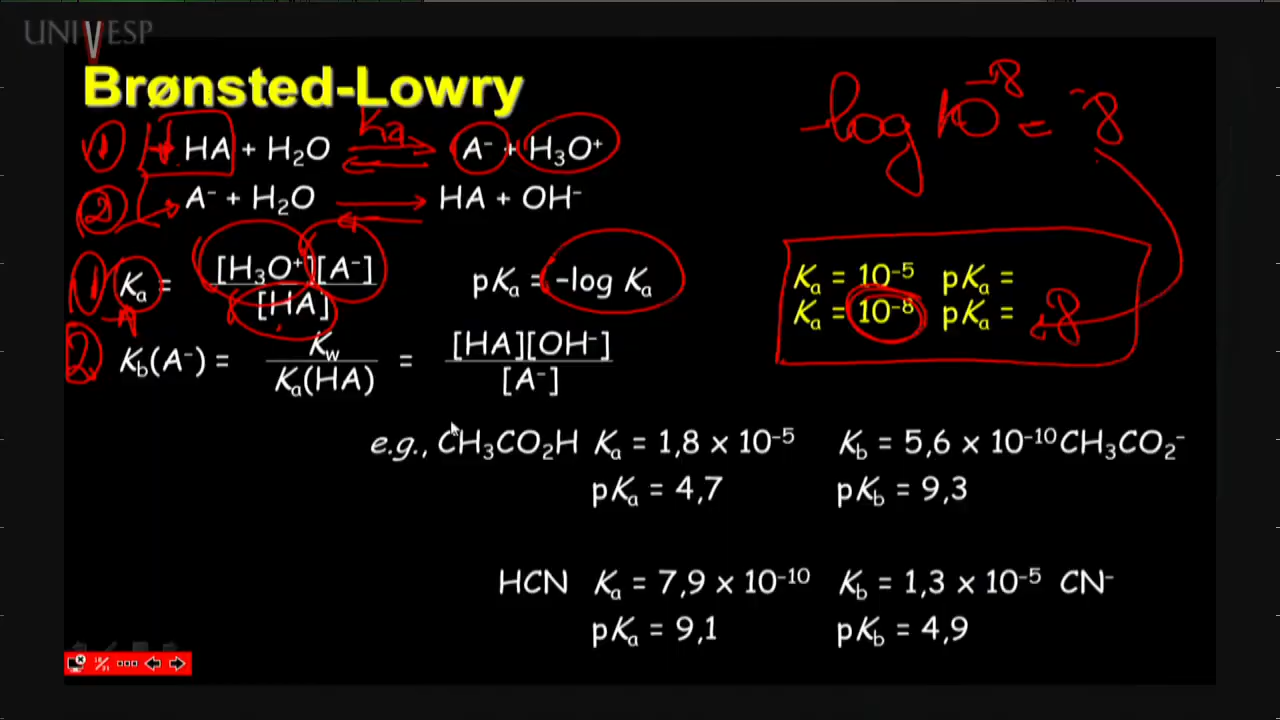 UNIVESP
Brønsted-Lowry
-log 10⁻⁸ = -8
Ka
① HA + H₂O A⁻ + H₃O⁺
② A⁻ + H₂O HA + OH⁻
① Ka = [H₃O⁺][A⁻] / [HA] pKa = -log Ka
Ka = 10⁻⁵ pKa =
Ka = 10⁻⁸ pKa = 8
② Kb(A⁻) = Kw / Ka(HA) = [HA][OH⁻] / [A⁻]
e.g., CH₃CO₂H Ka = 1,8 x 10⁻⁵ Kb = 5,6 x 10⁻¹⁰ CH₃CO₂⁻
pKa = 4,7 pKb = 9,3
HCN Ka = 7,9 x 10⁻¹⁰ Kb = 1,3 x 10⁻⁵ CN⁻
pKa = 9,1 pKb = 4,9